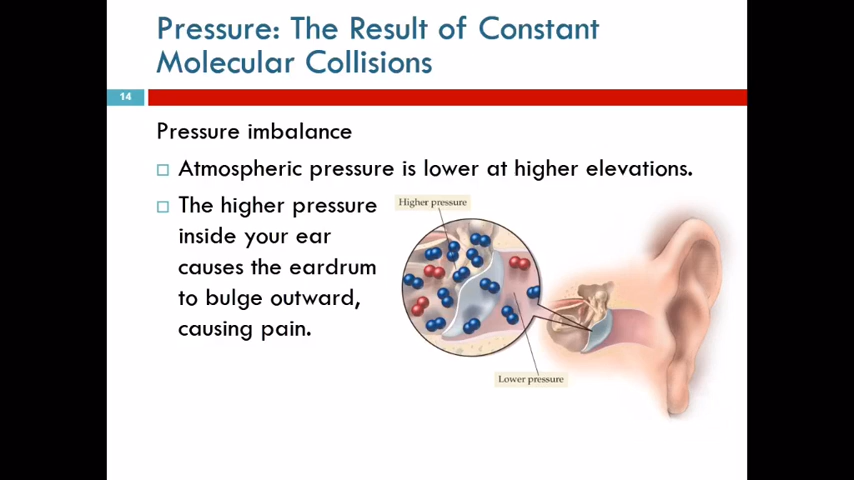 Pressure: The Result of Constant
Molecular Collisions
14
Pressure imbalance
Atmospheric pressure is lower at higher elevations.
The higher pressure
inside your ear
causes the eardrum
to bulge outward,
causing pain.
Higher pressure
Lower pressure